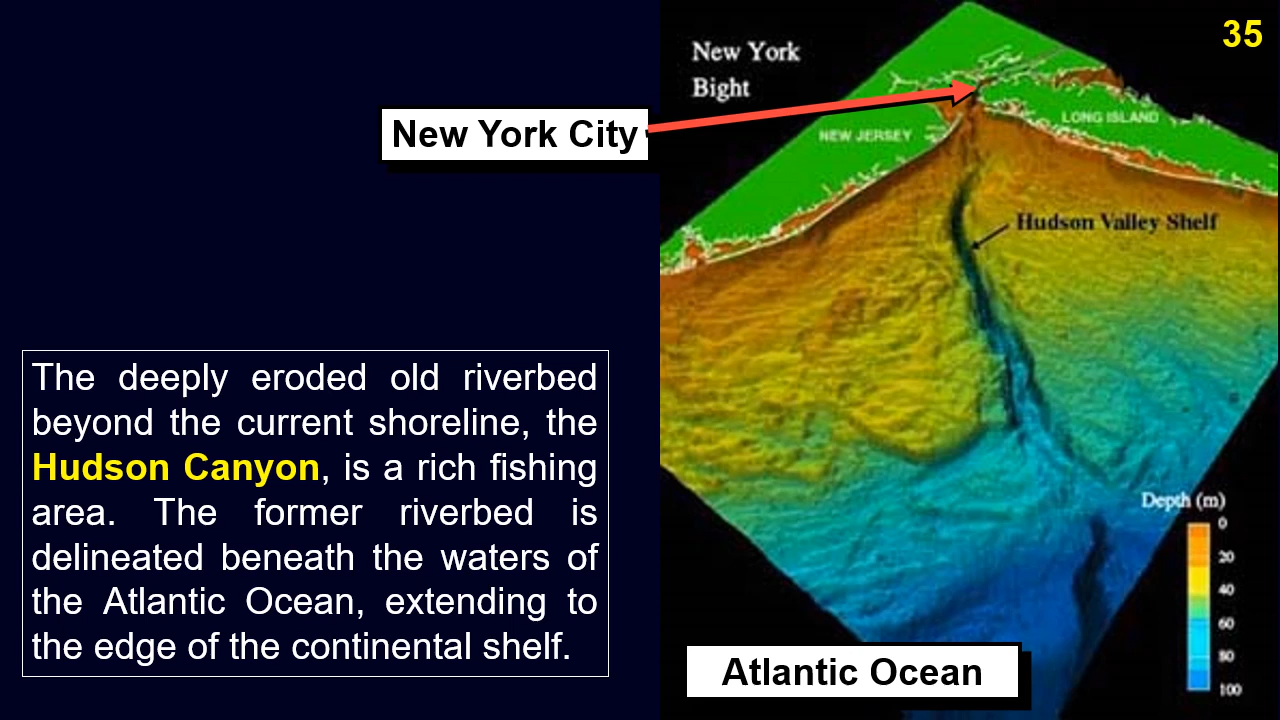 35
New York
Bight
New York City
NEW JERSEY
LONG ISLAND
Hudson Valley Shelf
The deeply eroded old riverbed
beyond the current shoreline, the
Hudson Canyon, is a rich fishing
area. The former riverbed is
delineated beneath the waters of
the Atlantic Ocean, extending to
the edge of the continental shelf.
Depth (m)
0
20
40
60
80
100
Atlantic Ocean